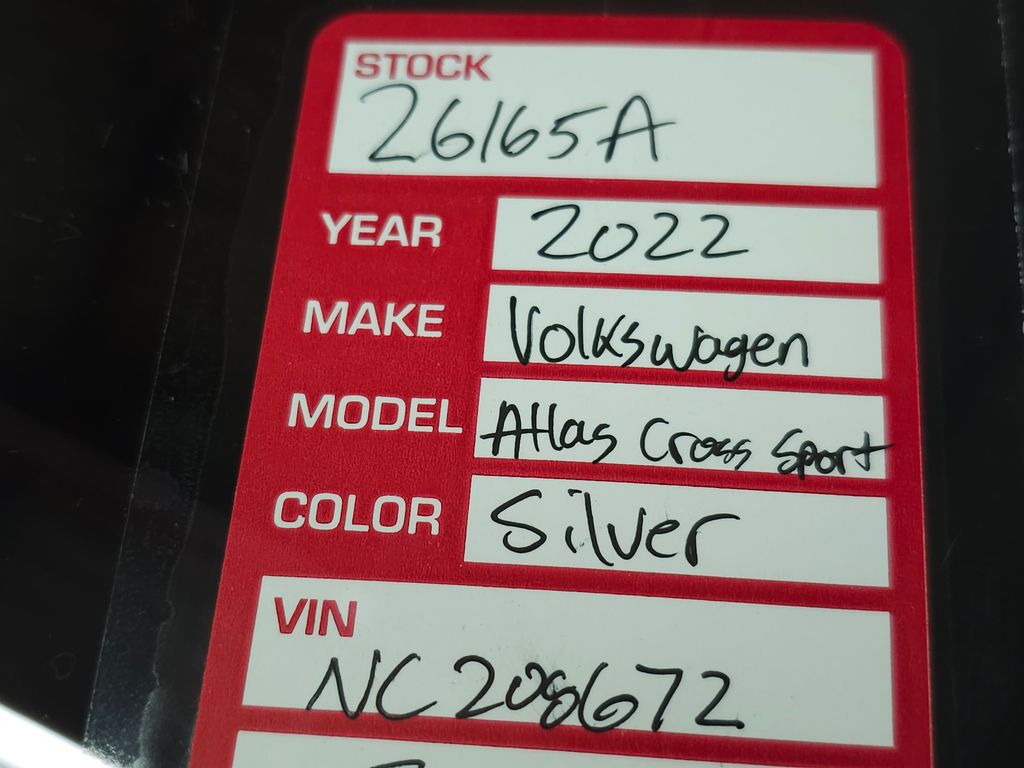 STOCK
26165A
YEAR 2022
MAKE Volkswagen
MODEL Atlas Cross Sport
COLOR Silver
VIN
NC208672